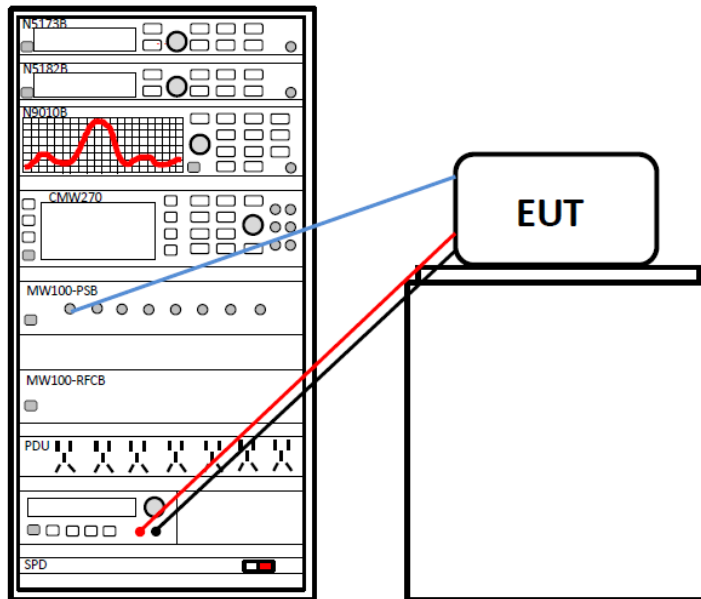 N5173B
N5182B
N9010B
CMW270
EUT
MW100-PSB
MW100-RFCB
PDU
SPD